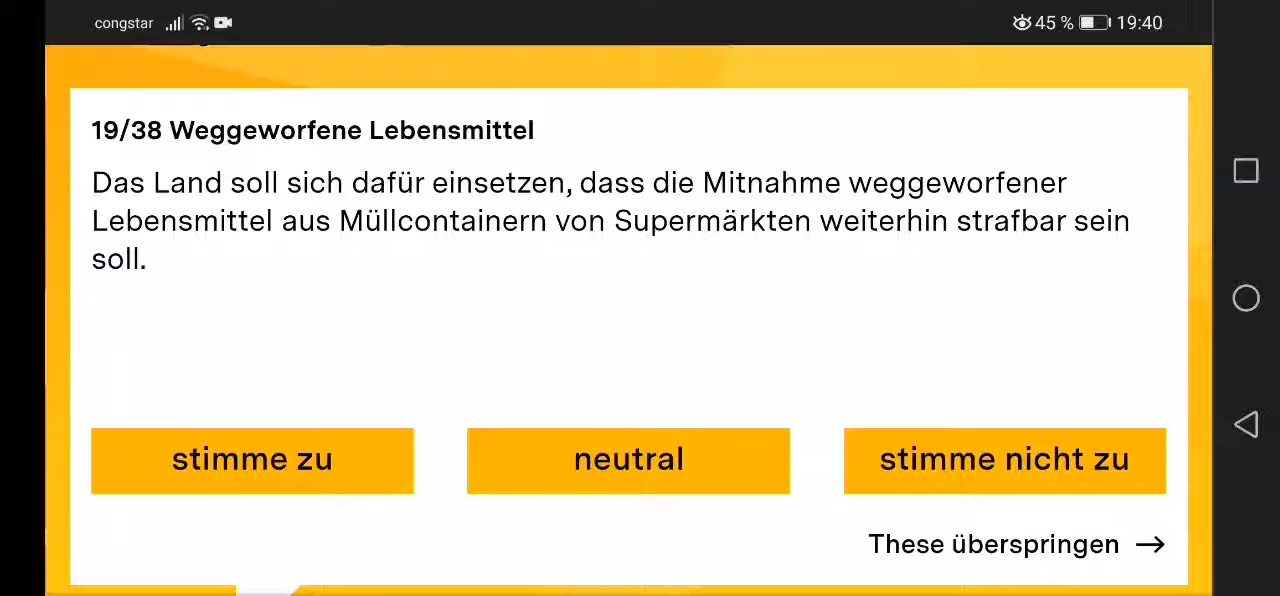 congstar 45 % 19:40
19/38 Weggeworfene Lebensmittel
Das Land soll sich dafür einsetzen, dass die Mitnahme weggeworfener
Lebensmittel aus Müllcontainern von Supermärkten weiterhin strafbar sein
soll.
stimme zu neutral stimme nicht zu
These überspringen →